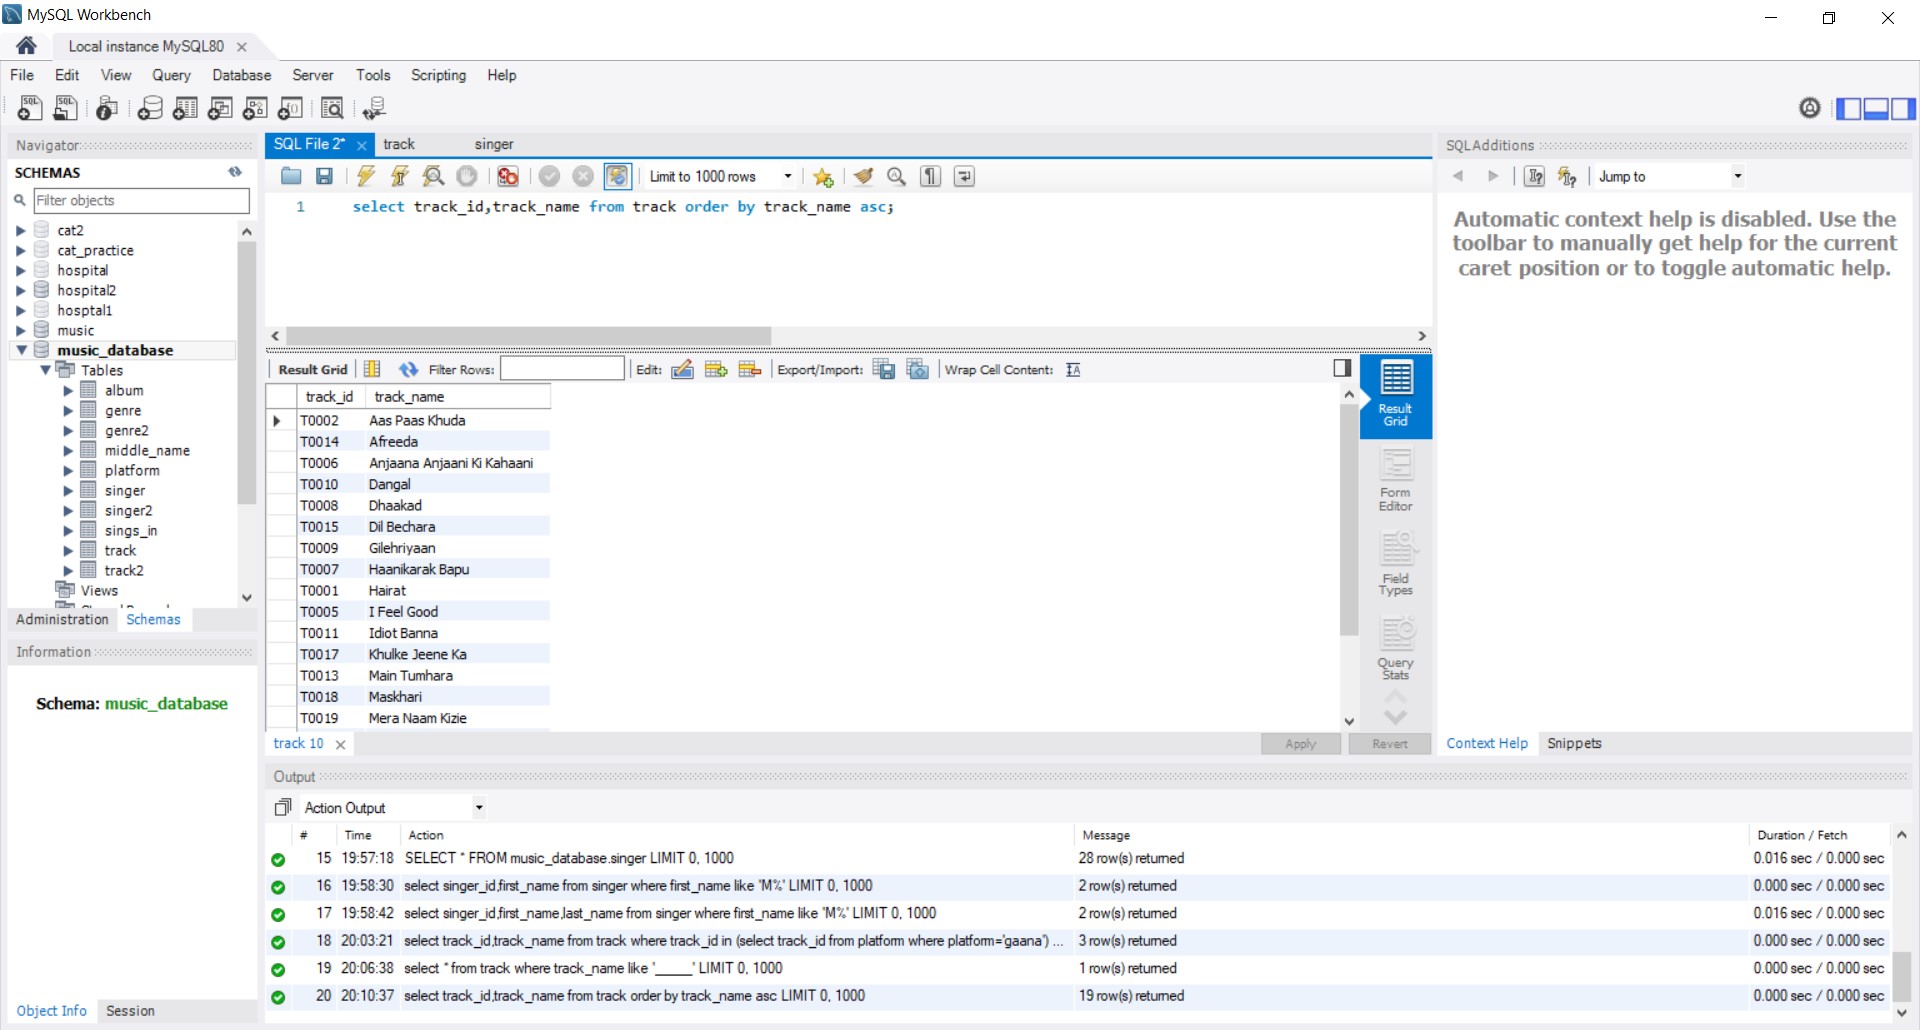 MySQL Workbench
Local instance MySQL80
File Edit View Query Database Server Tools Scripting Help
Navigator
SCHEMAS
Filter objects
cat2
cat_practice
hospital
hospital2
hosptal1
music
music_database
Tables
album
genre
genre2
middle_name
platform
singer
singer2
sings_in
track
track2
Views
Administration Schemas
Information
Schema: music_database
Object Info Session
SQL File 2* track singer
Limit to 1000 rows
1 select track_id,track_name from track order by track_name asc;
Result Grid Filter Rows: Edit: Export/Import: Wrap Cell Content:
track_id track_name
T0002 Aas Paas Khuda
T0014 Afreeda
T0006 Anjaana Anjaani Ki Kahaani
T0010 Dangal
T0008 Dhaakad
T0015 Dil Bechara
T0009 Gilehriyaan
T0007 Haanikarak Bapu
T0001 Hairat
T0005 I Feel Good
T0011 Idiot Banna
T0017 Khulke Jeene Ka
T0013 Main Tumhara
T0018 Maskhari
T0019 Mera Naam Kizie
Result
Grid
Form
Editor
Field
Types
Query
Stats
track 10
Apply Revert
SQLAdditions
Jump to
Automatic context help is disabled. Use the
toolbar to manually get help for the current
caret position or to toggle automatic help.
Context Help Snippets
Output
Action Output
# Time Action Message Duration / Fetch
15 19:57:18 SELECT * FROM music_database.singer LIMIT 0, 1000 28 row(s) returned 0.016 sec / 0.000 sec
16 19:58:30 select singer_id,first_name from singer where first_name like 'M%' LIMIT 0, 1000 2 row(s) returned 0.000 sec / 0.000 sec
17 19:58:42 select singer_id,first_name,last_name from singer where first_name like 'M%' LIMIT 0, 1000 2 row(s) returned 0.016 sec / 0.000 sec
18 20:03:21 select track_id,track_name from track where track_id in (select track_id from platform where platform='gaana') ... 3 row(s) returned 0.000 sec / 0.000 sec
19 20:06:38 select * from track where track_name like '______' LIMIT 0, 1000 1 row(s) returned 0.000 sec / 0.000 sec
20 20:10:37 select track_id,track_name from track order by track_name asc LIMIT 0, 1000 19 row(s) returned 0.000 sec / 0.000 sec